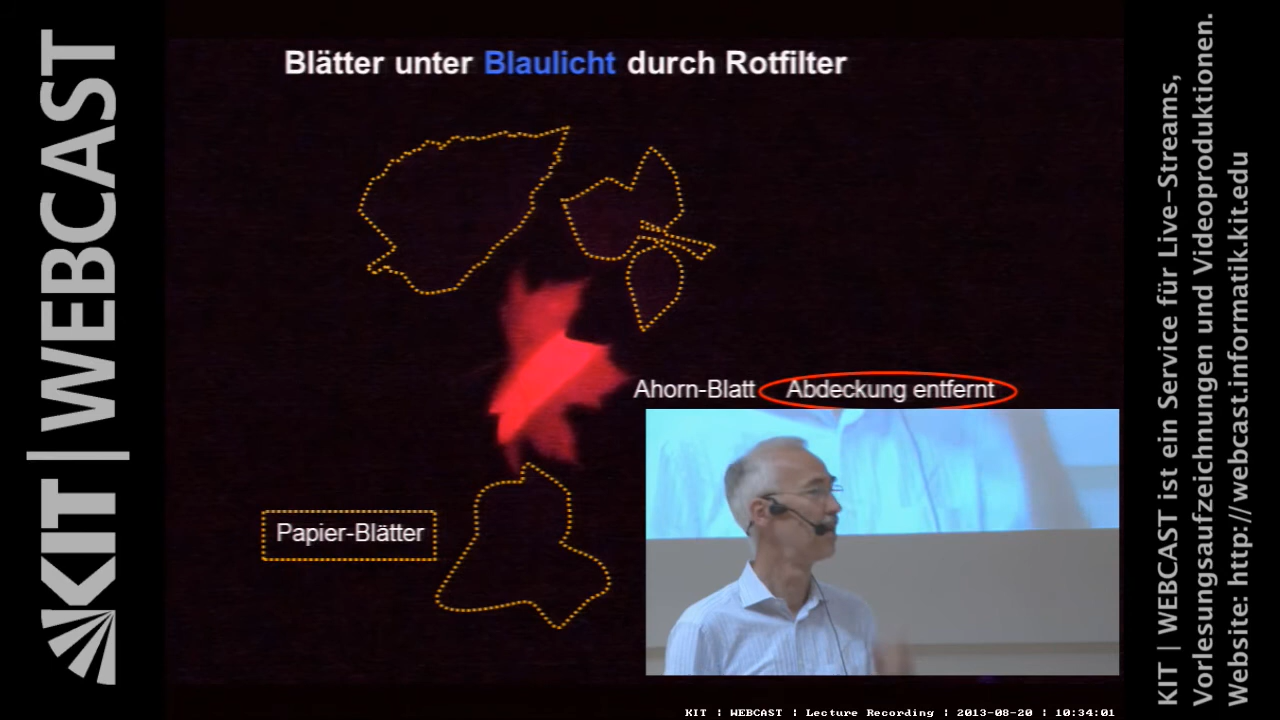 KIT | WEBCAST
Blätter unter Blaulicht durch Rotfilter
Ahorn-Blatt Abdeckung entfernt
Papier-Blätter
KIT | WEBCAST ist ein Service für Live-Streams,
Vorlesungsaufzeichnungen und Videoproduktionen.
Website: http://webcast.informatik.kit.edu
KIT | WEBCAST | Lecture Recording | 2013-08-20 | 10:34:01